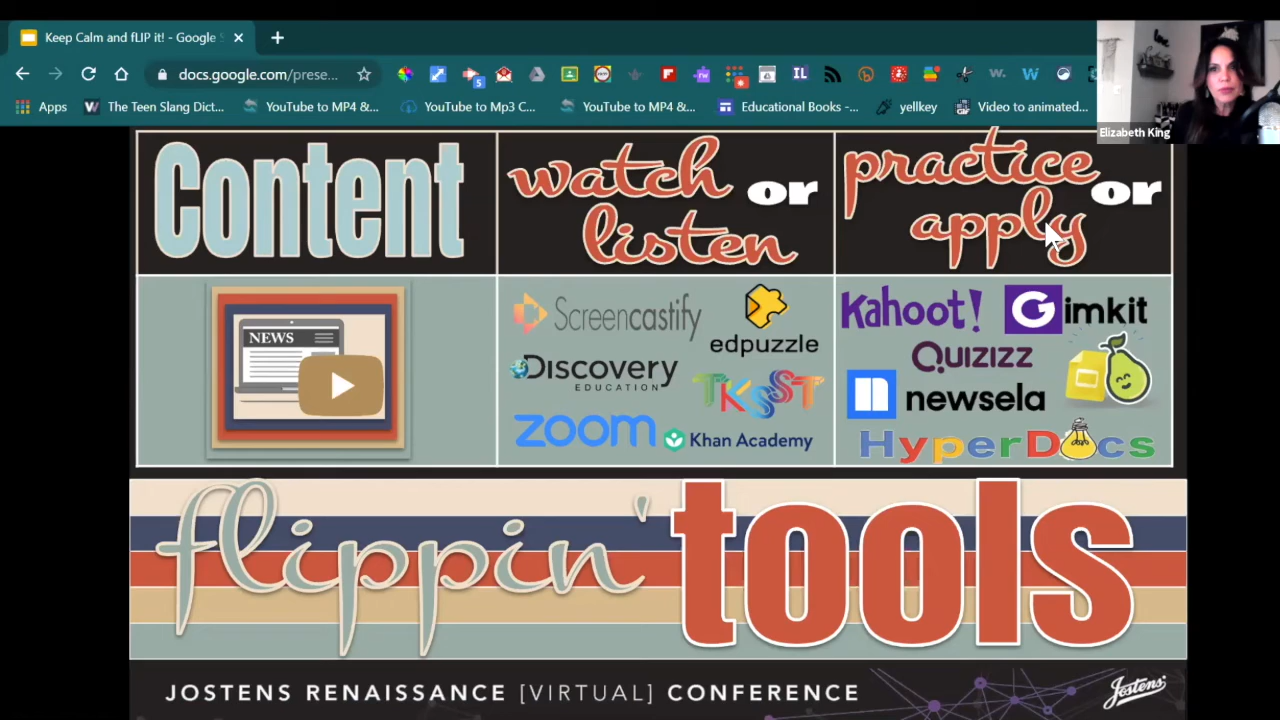 Keep Calm and fLIP it! - Google S
docs.google.com/prese...
5
IL
Apps
W The Teen Slang Dict...
YouTube to MP4 &...
YouTube to Mp3 C...
YouTube to MP4 &...
Educational Books -...
yellkey
Video to animated...
Elizabeth King
Content
watch or
listen
practice or
apply
NEWS
Screencastify
edpuzzle
Discovery
EDUCATION
TKSST
zoom
Khan Academy
Kahoot!
Gimkit
Quizizz
newsela
HyperDocs
flippin' tools
JOSTENS RENAISSANCE [VIRTUAL] CONFERENCE
Jostens